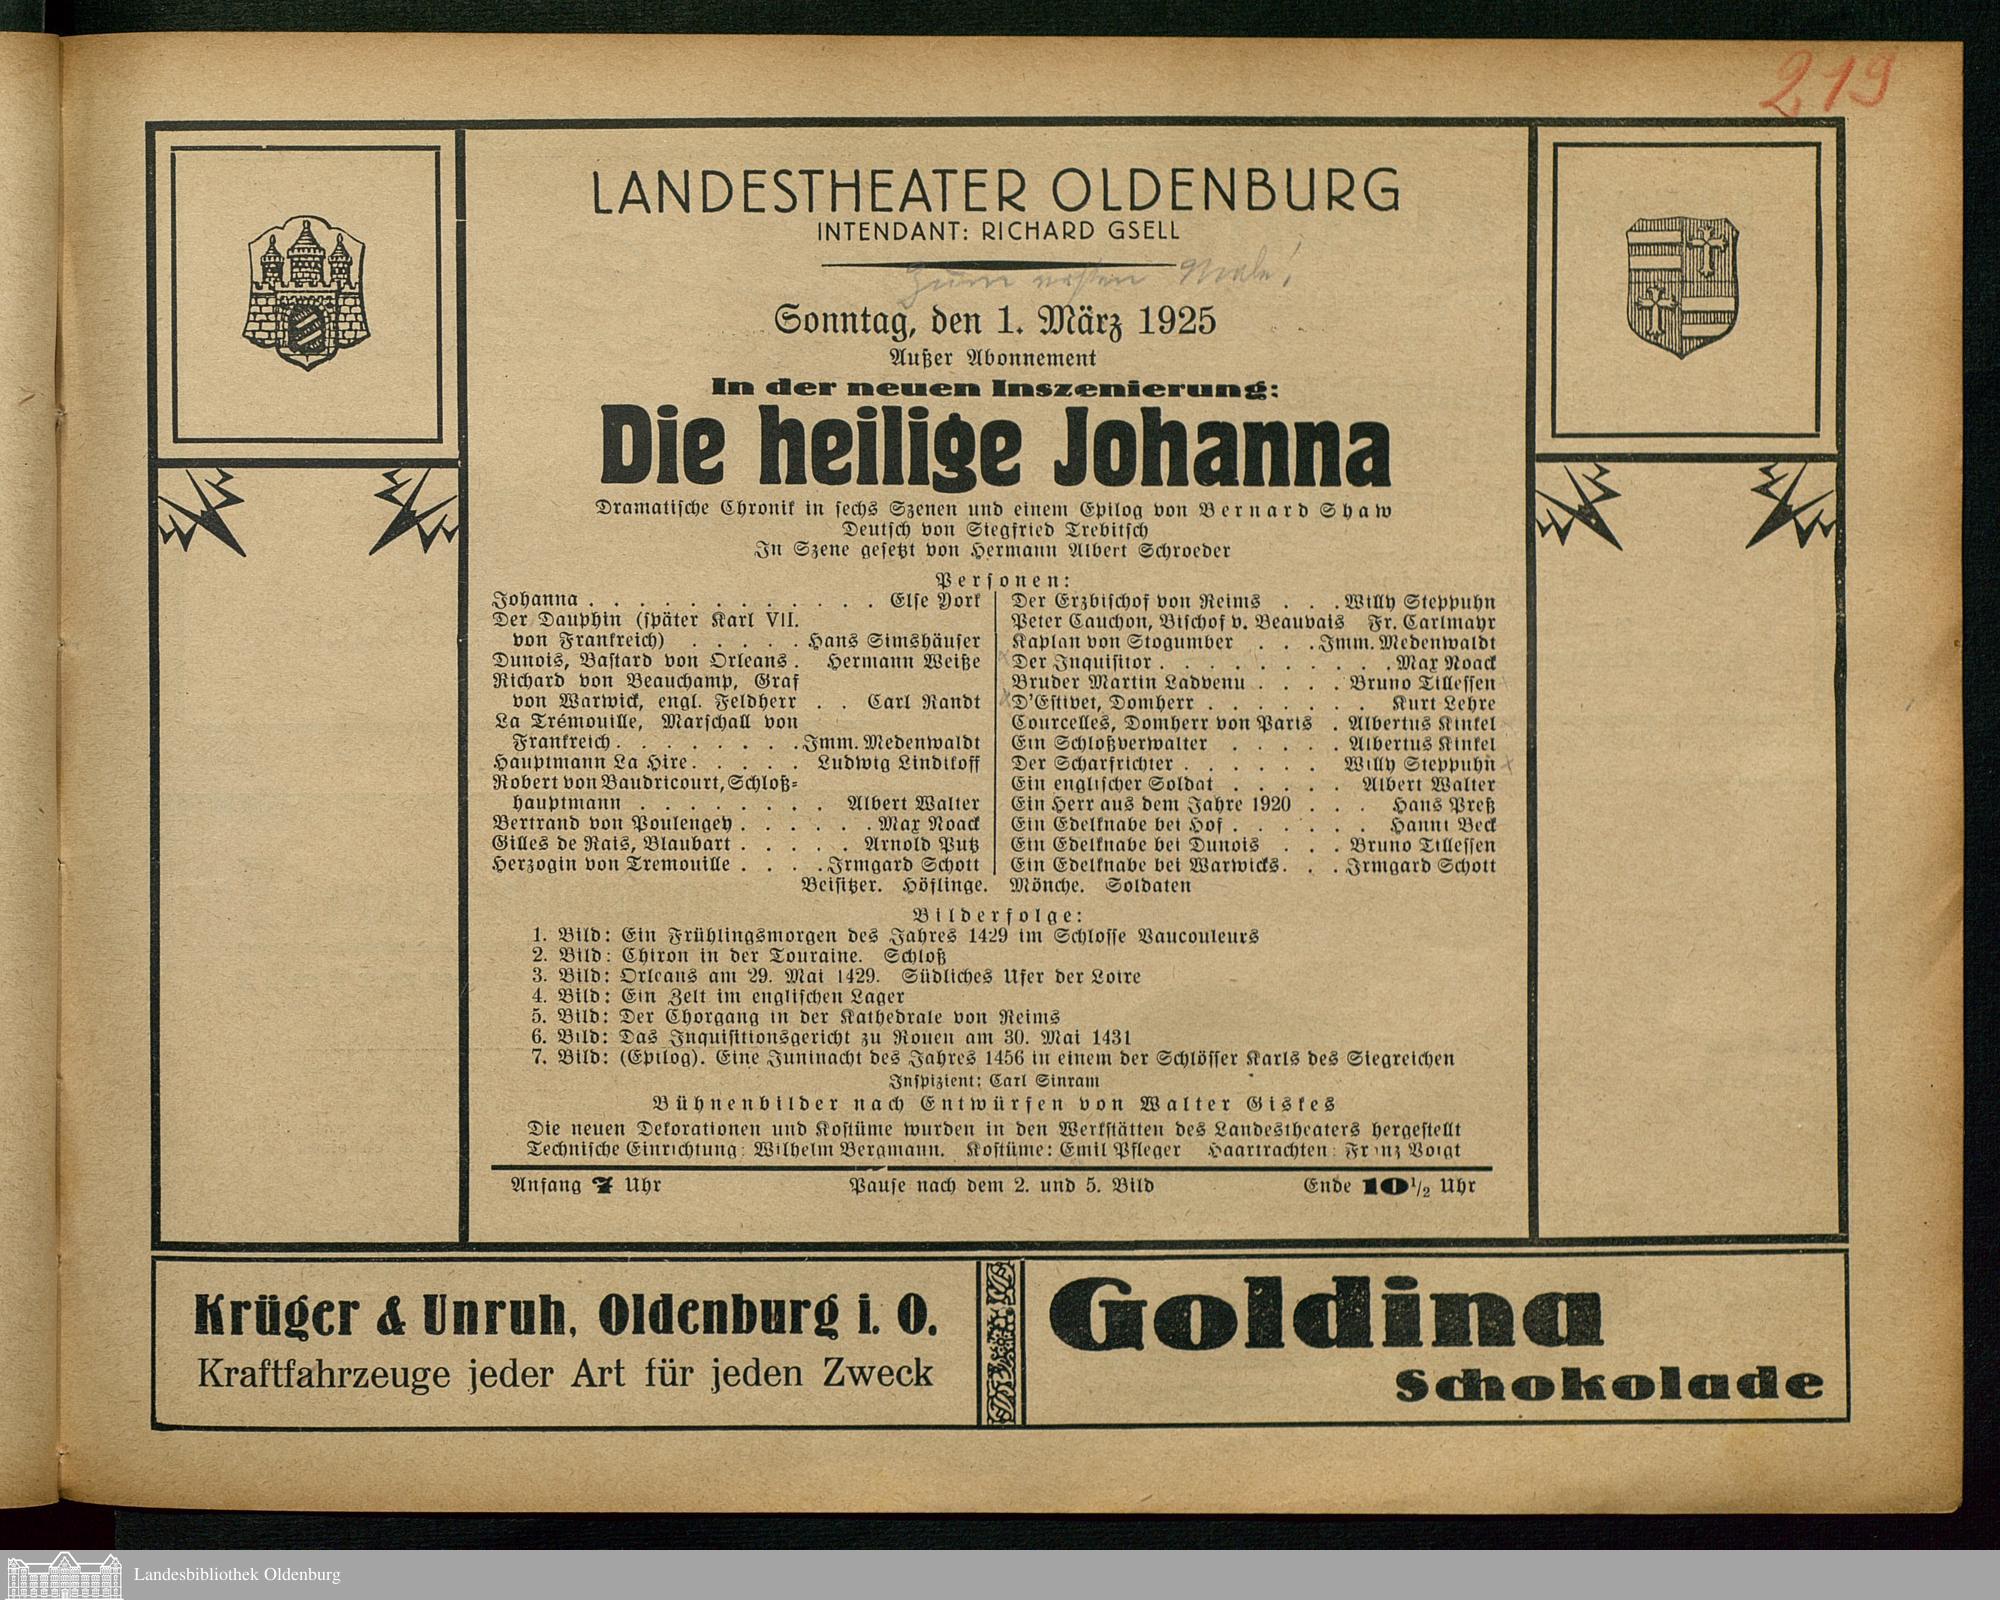 219
LANDESTHEATER OLDENBURG
INTENDANT: RICHARD GSELL
Zum ersten Male!
Sonntag, den 1. März 1925
Außer Abonnement
In der neuen Inszenierung:
Die heilige Johanna
Dramatische Chronik in sechs Szenen und einem Epilog von Bernard Shaw
Deutsch von Siegfried Trebitsch
In Szene gesetzt von Hermann Albert Schroeder
Personen:
Johanna . . . . . . . . . . . . Else York
Der Dauphin (später Karl VII.
von Frankreich) . . . . . Hans Simshäuser
Dunois, Bastard von Orleans . Hermann Weiße
Richard von Beauchamp, Graf
von Warwick, engl. Feldherr . . Carl Randt
La Trémouille, Marschall von
Frankreich . . . . . . . . Imm. Medenwaldt
Hauptmann La Hire . . . . . Ludwig Lindikoff
Robert von Baudricourt, Schloß-
hauptmann . . . . . . . . Albert Walter
Bertrand von Poulengey . . . . . . Max Noack
Gilles de Rais, Blaubart . . . . . Arnold Putz
Herzogin von Tremouille . . . . Irmgard Schott
Der Erzbischof von Reims . . . Willy Steppuhn
Peter Cauchon, Bischof v. Beauvais Fr. Carlmayr
Kaplan von Stogumber . . . Imm. Medenwaldt
Der Inquisitor . . . . . . . . . . Max Noack
Bruder Martin Ladvenu . . . . Bruno Tillessen
D'Estivet, Domherr . . . . . . . Kurt Lehre
Courcelles, Domherr von Paris . Albertus Kinkel
Ein Schloßverwalter . . . . . Albertus Kinkel
Der Scharfrichter . . . . . . Willy Steppuhn
Ein englischer Soldat . . . . . Albert Walter
Ein Herr aus dem Jahre 1920 . . . Hans Preß
Ein Edelknabe bei Hof . . . . . . Hanni Beck
Ein Edelknabe bei Dunois . . . Bruno Tillessen
Ein Edelknabe bei Warwicks . . . Irmgard Schott
Beisitzer. Höflinge. Mönche. Soldaten
Bilderfolge:
1. Bild: Ein Frühlingsmorgen des Jahres 1429 im Schlosse Vaucouleurs
2. Bild: Chiron in der Touraine. Schloß
3. Bild: Orleans am 29. Mai 1429. Südliches Ufer der Loire
4. Bild: Ein Zelt im englischen Lager
5. Bild: Der Chorgang in der Kathedrale von Reims
6. Bild: Das Inquisitionsgericht zu Rouen am 30. Mai 1431
7. Bild: (Epilog). Eine Juninacht des Jahres 1456 in einem der Schlösser Karls des Siegreichen
Inspizient: Carl Sinram
Bühnenbilder nach Entwürfen von Walter Giskes
Die neuen Dekorationen und Kostüme wurden in den Werkstätten des Landestheaters hergestellt
Technische Einrichtung: Wilhelm Bergmann. Kostüme: Emil Pfleger Haartrachten: Franz Voigt
Anfang 7 Uhr Pause nach dem 2. und 5. Bild Ende 10 1/2 Uhr
Krüger & Unruh, Oldenburg i. O.
Kraftfahrzeuge jeder Art für jeden Zweck
Goldina
Schokolade
Landesbibliothek Oldenburg